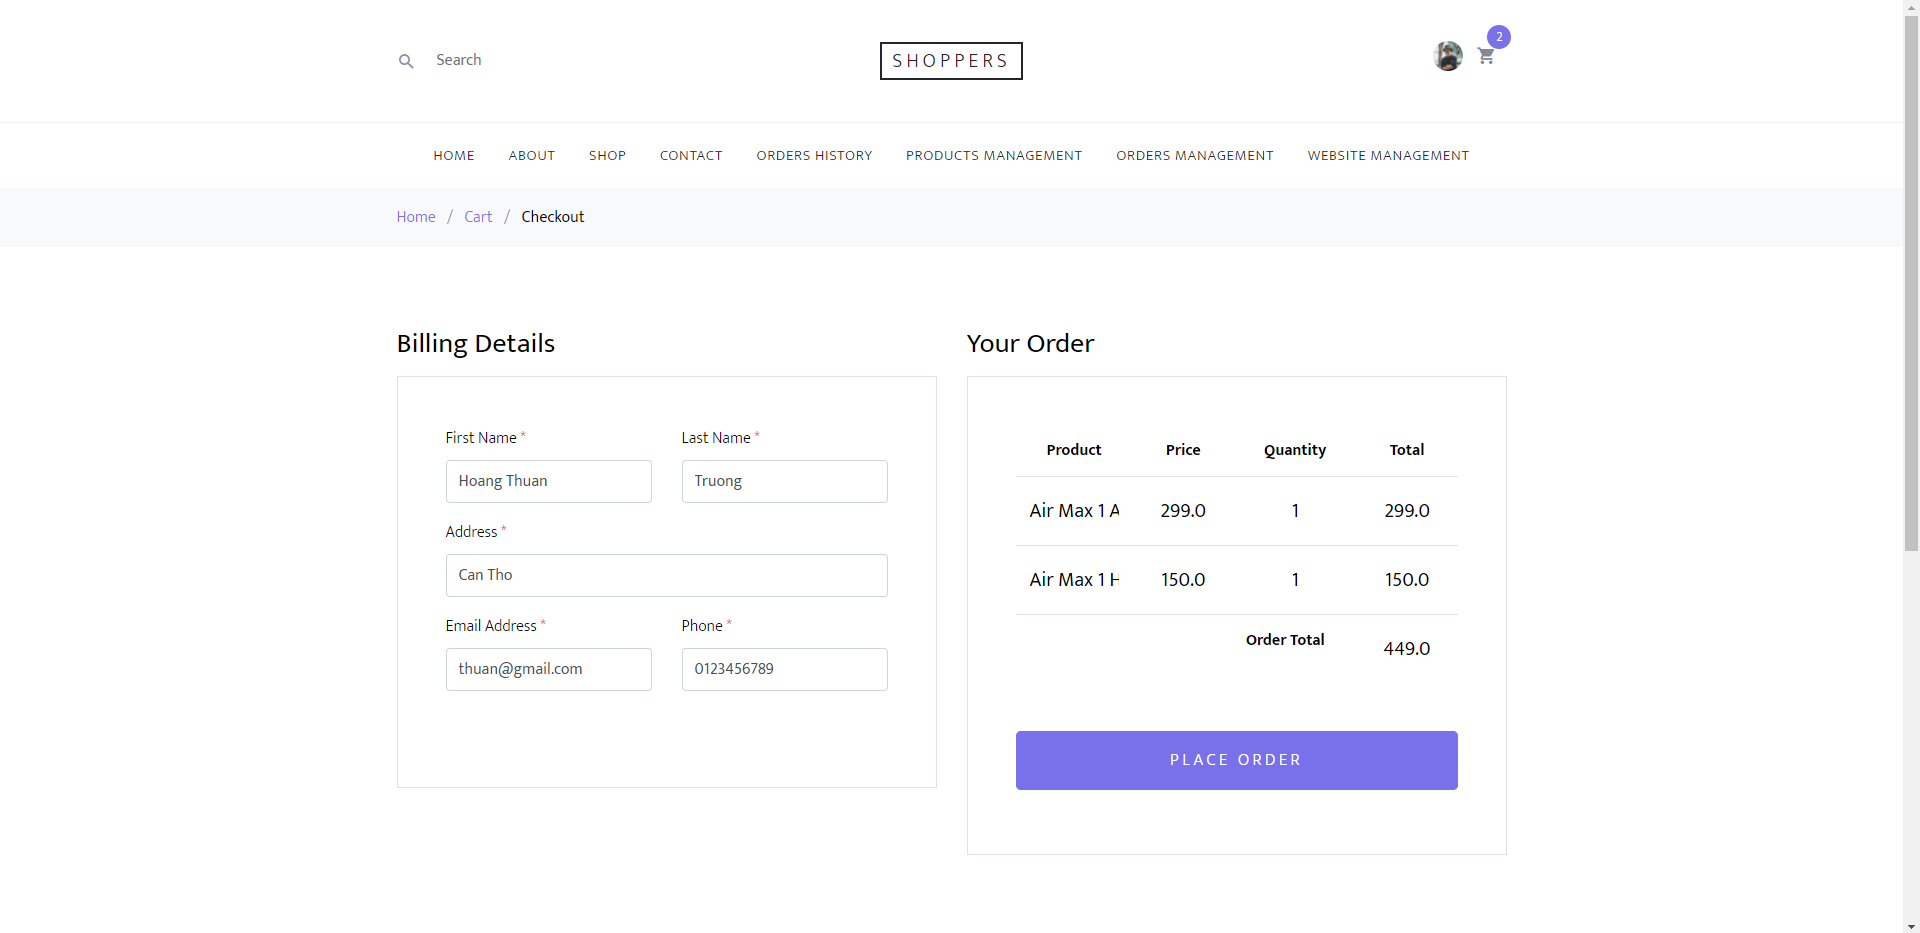 Search
SHOPPERS
2
HOME ABOUT SHOP CONTACT ORDERS HISTORY PRODUCTS MANAGEMENT ORDERS MANAGEMENT WEBSITE MANAGEMENT
Home / Cart / Checkout
Billing Details
First Name * Last Name *
Hoang Thuan Truong
Address *
Can Tho
Email Address * Phone *
thuan@gmail.com 0123456789
Your Order
Product Price Quantity Total
Air Max 1 A 299.0 1 299.0
Air Max 1 H 150.0 1 150.0
Order Total 449.0
PLACE ORDER